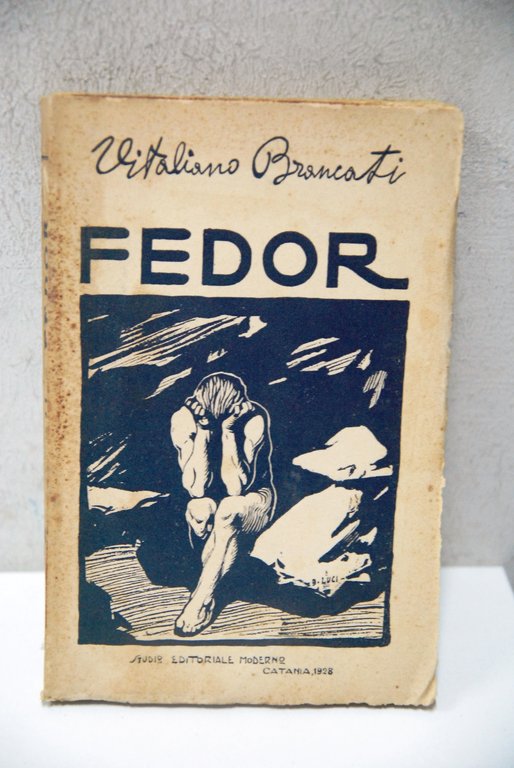 Vitaliano Brancati
FEDOR
D. LUCI
STUDIO EDITORIALE MODERNO
CATANIA, 1928